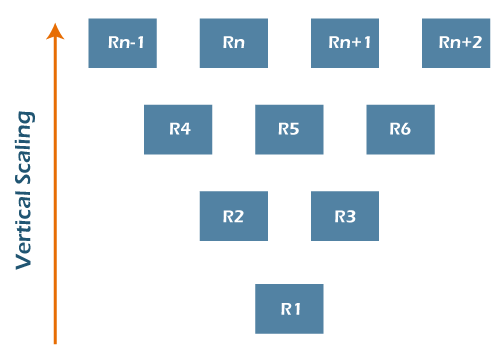 Rn-1 Rn Rn+1 Rn+2
R4 R5 R6
Vertical Scaling
R2 R3
R1